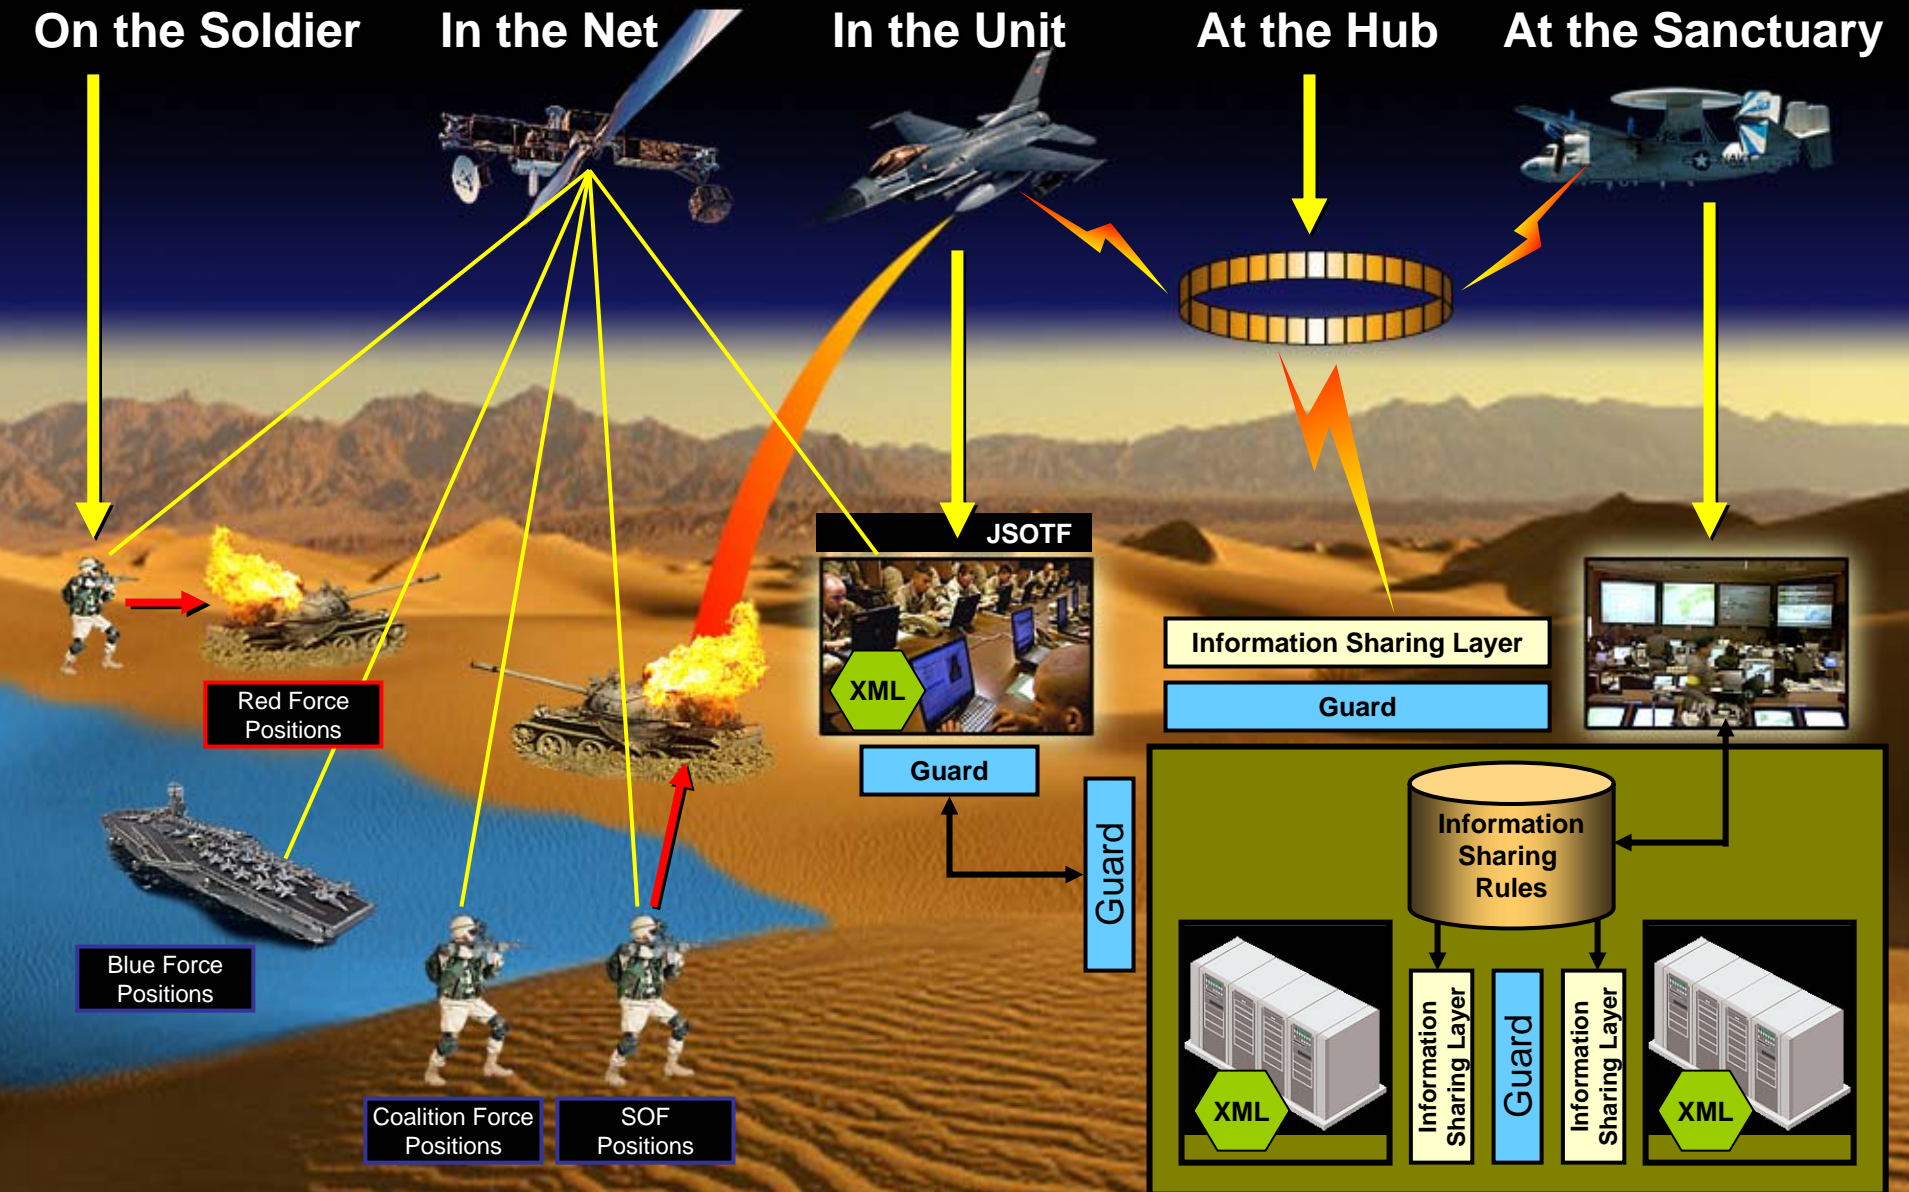 On the Soldier
In the Net
In the Unit
At the Hub
At the Sanctuary
JSOTF
XML
Information Sharing Layer
Guard
Red Force
Positions
Guard
Guard
Information
Sharing
Rules
Blue Force
Positions
Information
Sharing Layer
Guard
Information
Sharing Layer
XML
XML
Coalition Force
Positions
SOF
Positions